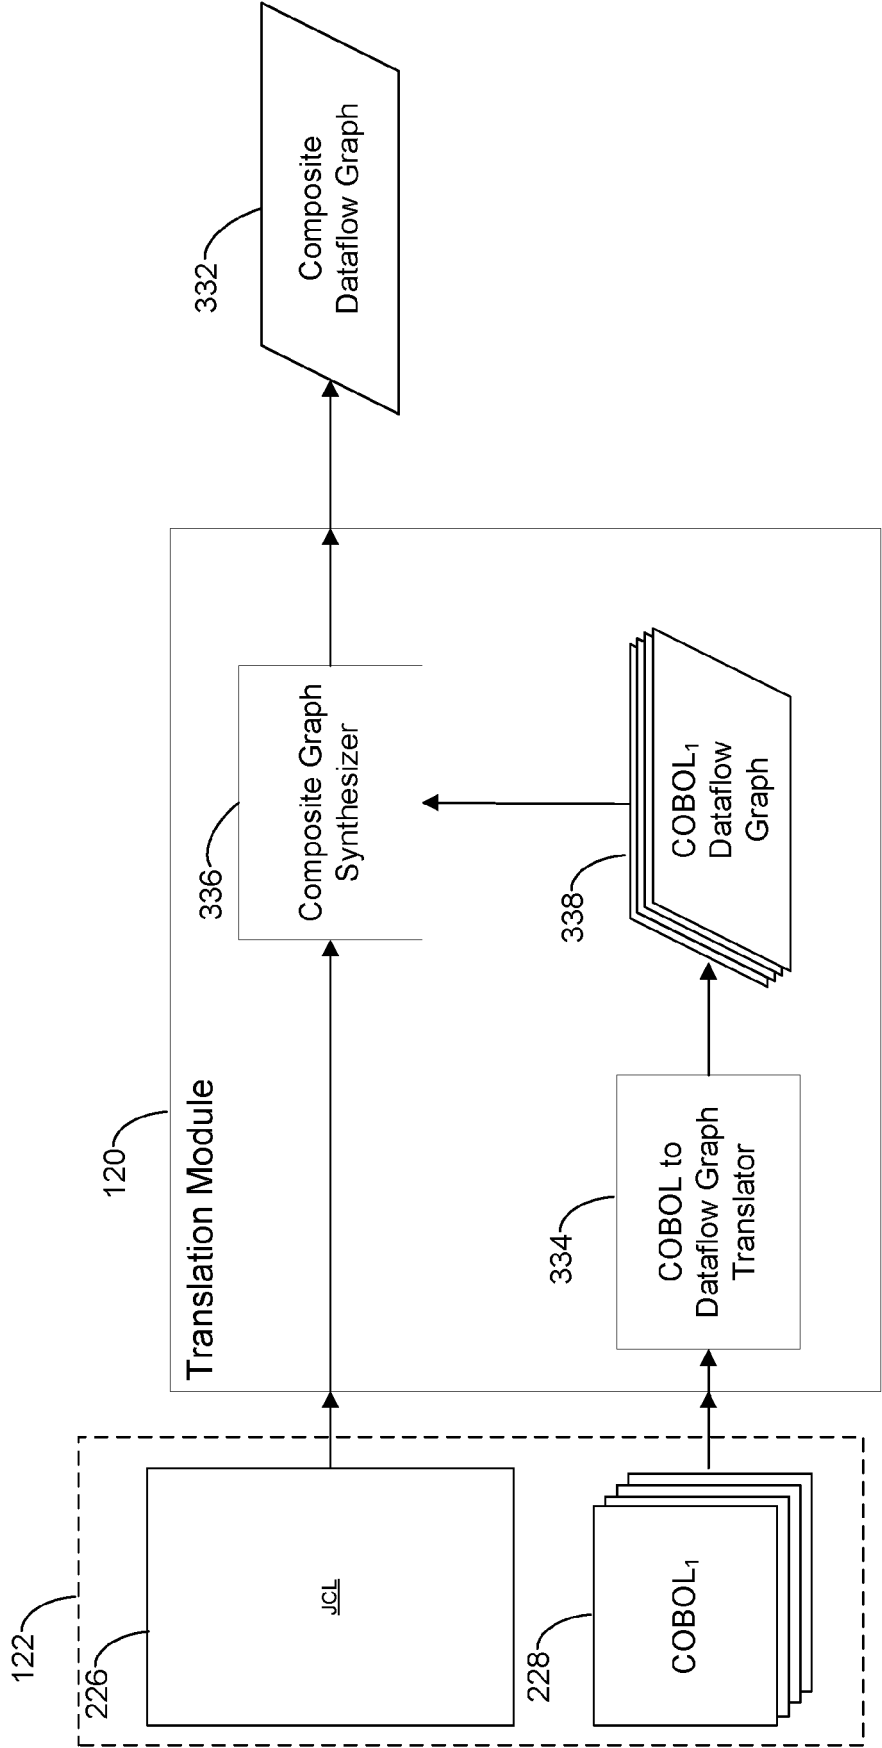 122
226
JCL
228
COBOL₁
120
Translation Module
334
COBOL to
Dataflow Graph
Translator
338
COBOL₁
Dataflow
Graph
336
Composite Graph
Synthesizer
332
Composite
Dataflow Graph